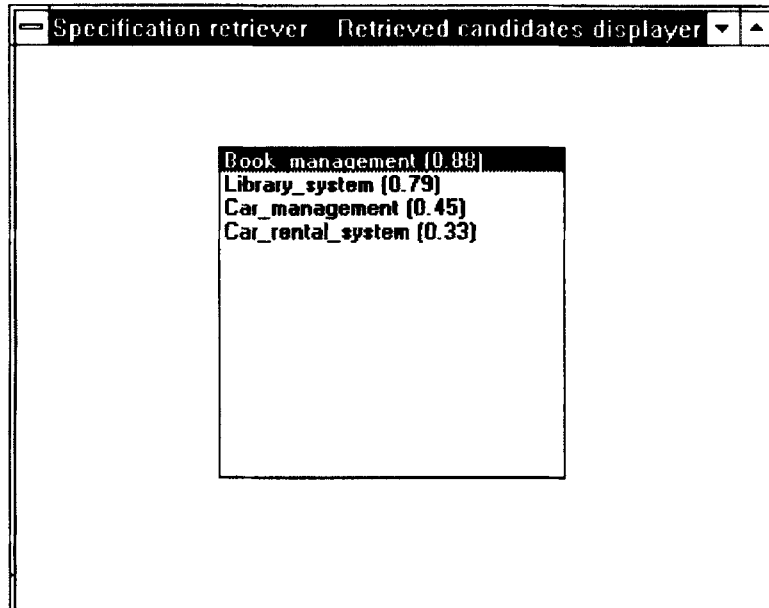 Specification retriever Retrieved candidates displayer
Book_management (0.88)
Library_system (0.79)
Car_management (0.45)
Car_rental_system (0.33)